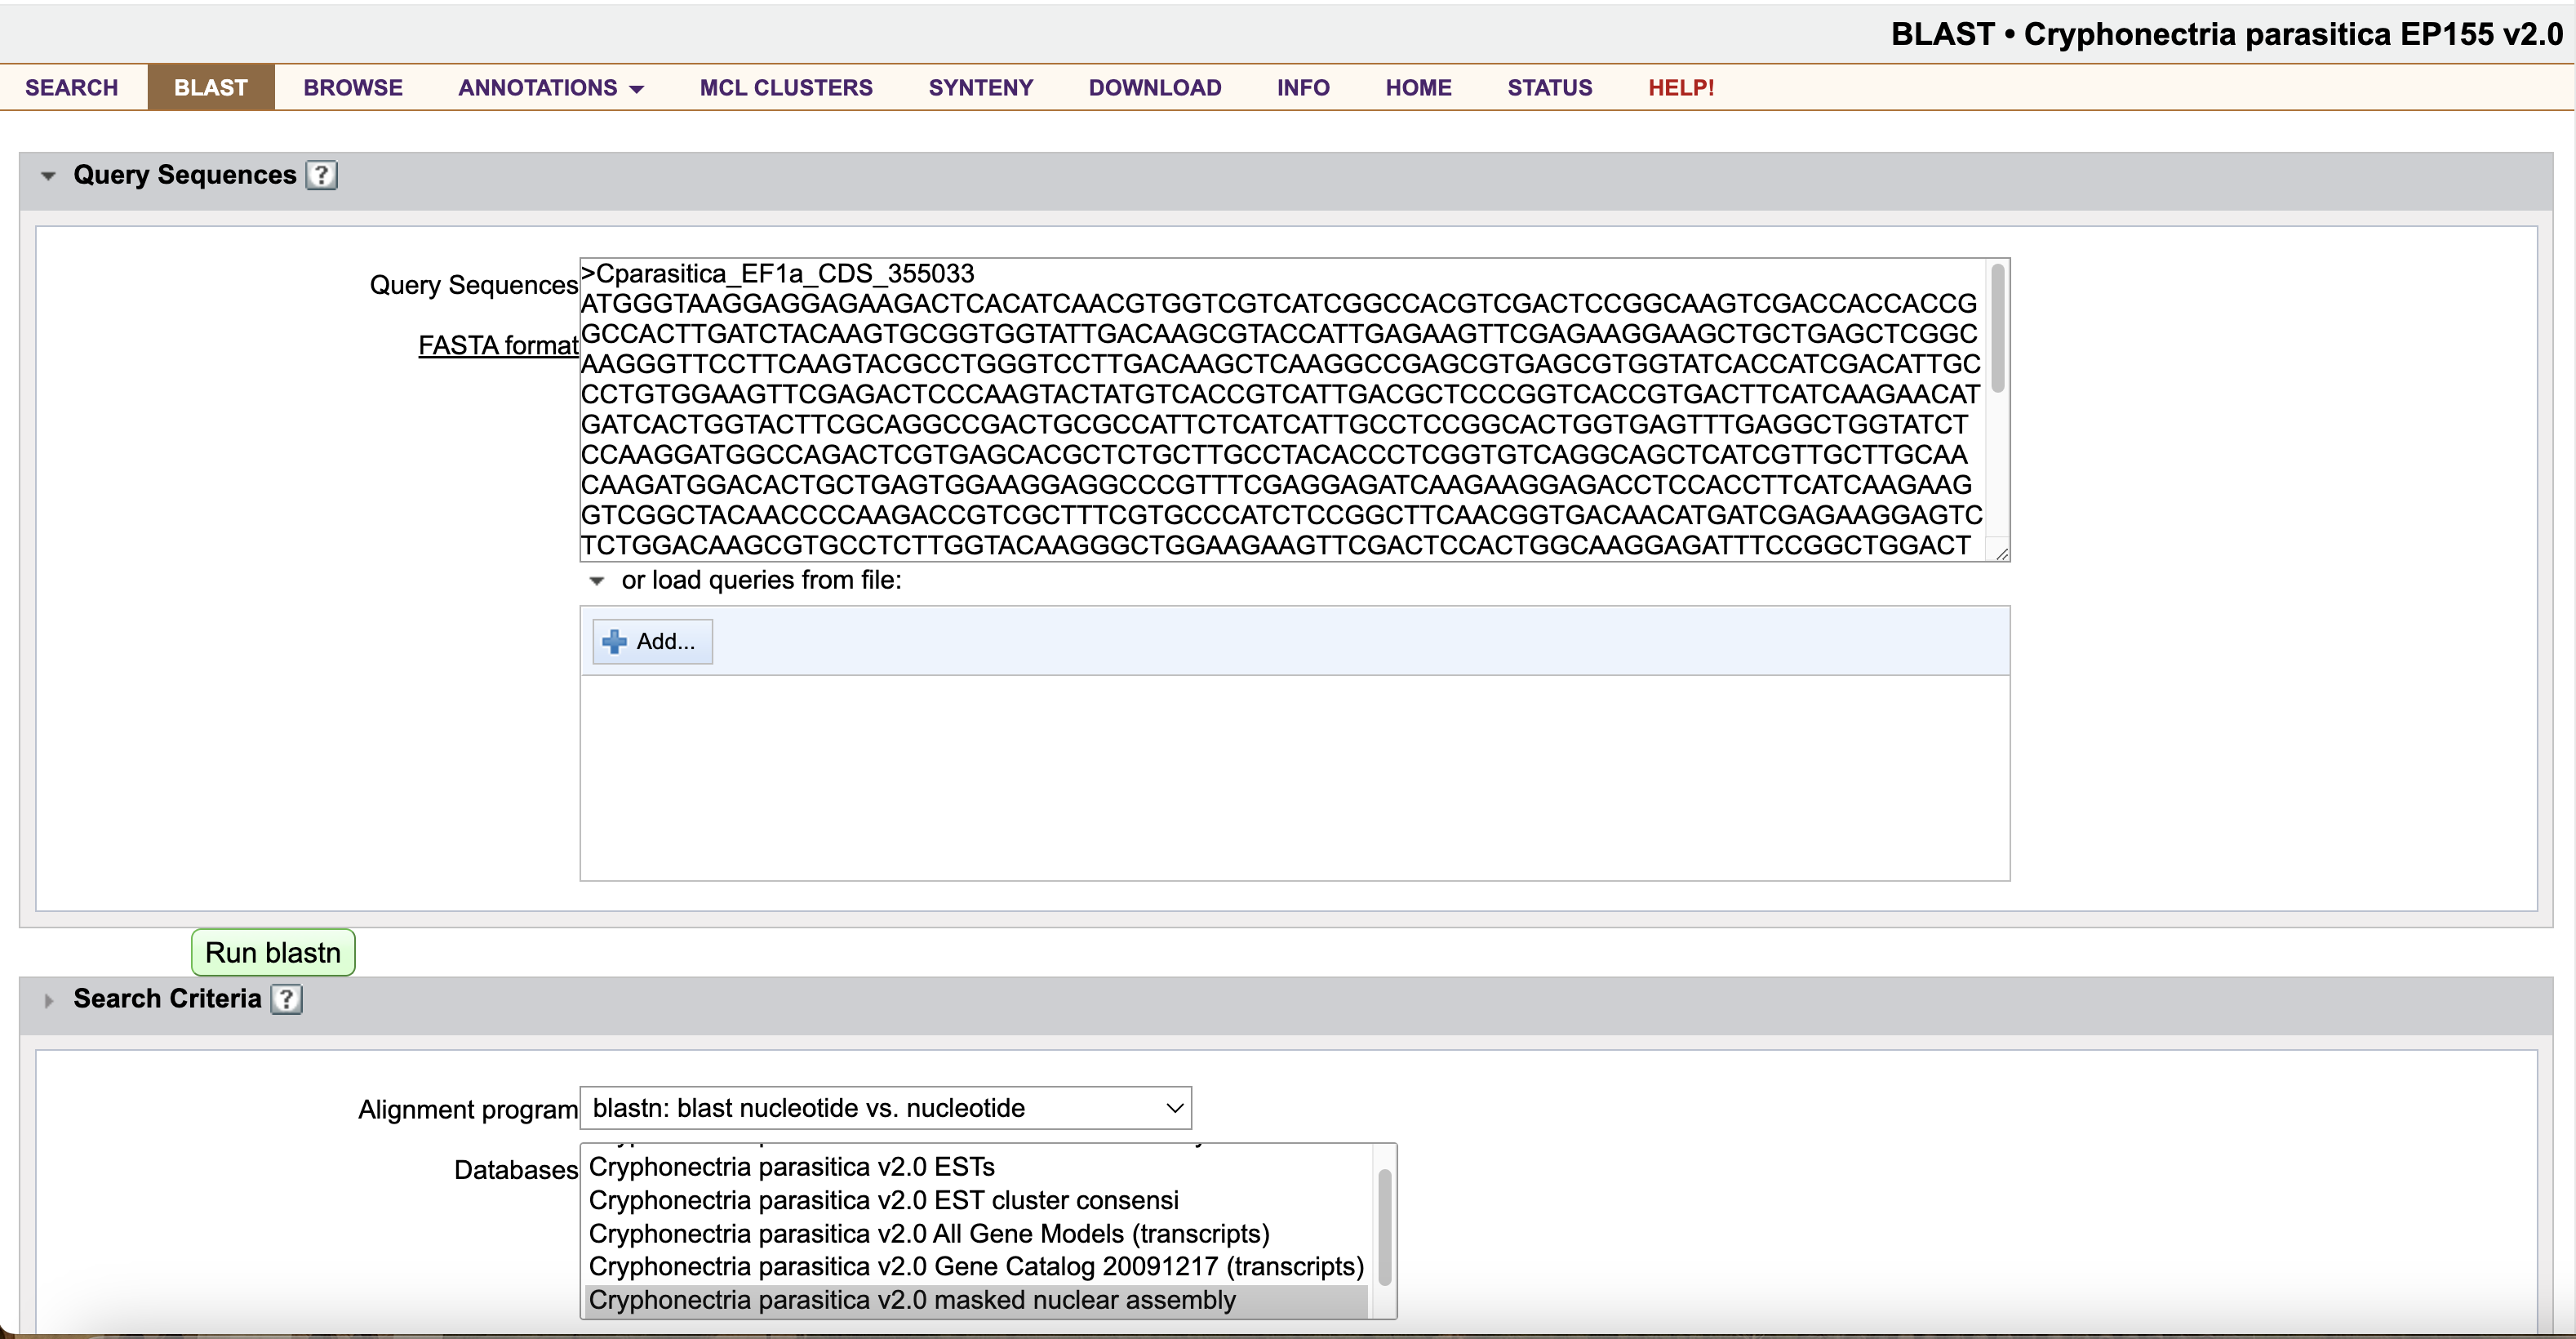 BLAST • Cryphonectria parasitica EP155 v2.0
SEARCH BLAST BROWSE ANNOTATIONS MCL CLUSTERS SYNTENY DOWNLOAD INFO HOME STATUS HELP!
Query Sequences ?
Query Sequences
FASTA format
>Cparasitica_EF1a_CDS_355033
ATGGGTAAGGAGGAGAAGACTCACATCAACGTGGTCGTCATCGGCCACGTCGACTCCGGCAAGTCGACCACCACCG
GCCACTTGATCTACAAGTGCGGTGGTATTGACAAGCGTACCATTGAGAAGTTCGAGAAGGAAGCTGCTGAGCTCGGC
AAGGGTTCCTTCAAGTACGCCTGGGTCCTTGACAAGCTCAAGGCCGAGCGTGAGCGTGGTATCACCATCGACATTGC
CCTGTGGAAGTTCGAGACTCCCAAGTACTATGTCACCGTCATTGACGCTCCCGGTCACCGTGACTTCATCAAGAACAT
GATCACTGGTACTTCGCAGGCCGACTGCGCCATTCTCATCATTGCCTCCGGCACTGGTGAGTTTGAGGCTGGTATCT
CCAAGGATGGCCAGACTCGTGAGCACGCTCTGCTTGCCTACACCCTCGGTGTCAGGCAGCTCATCGTTGCTTGCAA
CAAGATGGACACTGCTGAGTGGAAGGAGGCCCGTTTCGAGGAGATCAAGAAGGAGACCTCCACCTTCATCAAGAAG
GTCGGCTACAACCCCAAGACCGTCGCTTTCGTGCCCATCTCCGGCTTCAACGGTGACAACATGATCGAGAAGGAGTC
TCTGGACAAGCGTGCCTCTTGGTACAAGGGCTGGAAGAAGTTCGACTCCACTGGCAAGGAGATTTCCGGCTGGACT
or load queries from file:
Add...
Run blastn
Search Criteria ?
Alignment program
blastn: blast nucleotide vs. nucleotide
Databases
Cryphonectria parasitica v2.0 ESTs
Cryphonectria parasitica v2.0 EST cluster consensi
Cryphonectria parasitica v2.0 All Gene Models (transcripts)
Cryphonectria parasitica v2.0 Gene Catalog 20091217 (transcripts)
Cryphonectria parasitica v2.0 masked nuclear assembly